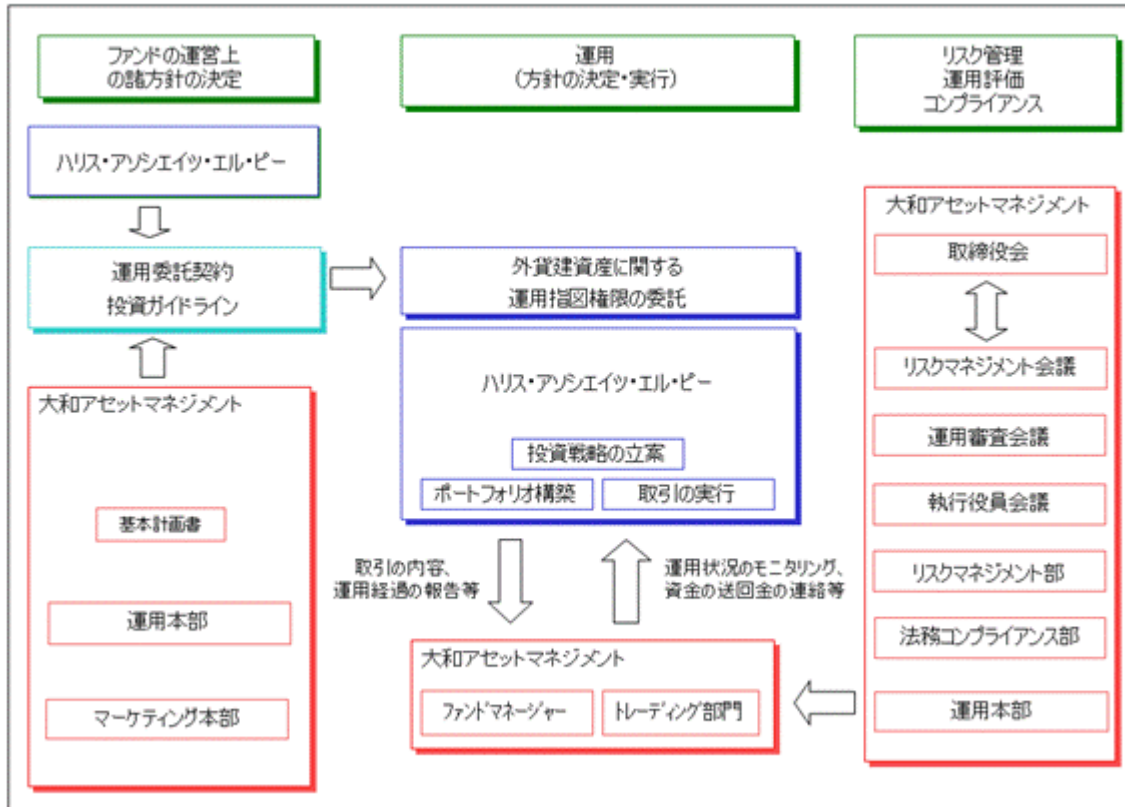 ファンドの運営上
の諸方針の決定
運用
(方針の決定・実行)
リスク管理
運用評価
コンプライアンス
ハリス・アソシエイツ・エル・ピー
運用委託契約
投資ガイドライン
外貨建資産に関する
運用指図権限の委託
大和アセットマネジメント
基本計画書
運用本部
マーケティング本部
ハリス・アソシエイツ・エル・ピー
投資戦略の立案
ポートフォリオ構築
取引の実行
取引の内容、
運用経過の報告等
運用状況のモニタリング、
資金の送回金の連絡等
大和アセットマネジメント
ファンドマネージャー
トレーディング部門
大和アセットマネジメント
取締役会
リスクマネジメント会議
運用審査会議
執行役員会議
リスクマネジメント部
法務コンプライアンス部
運用本部